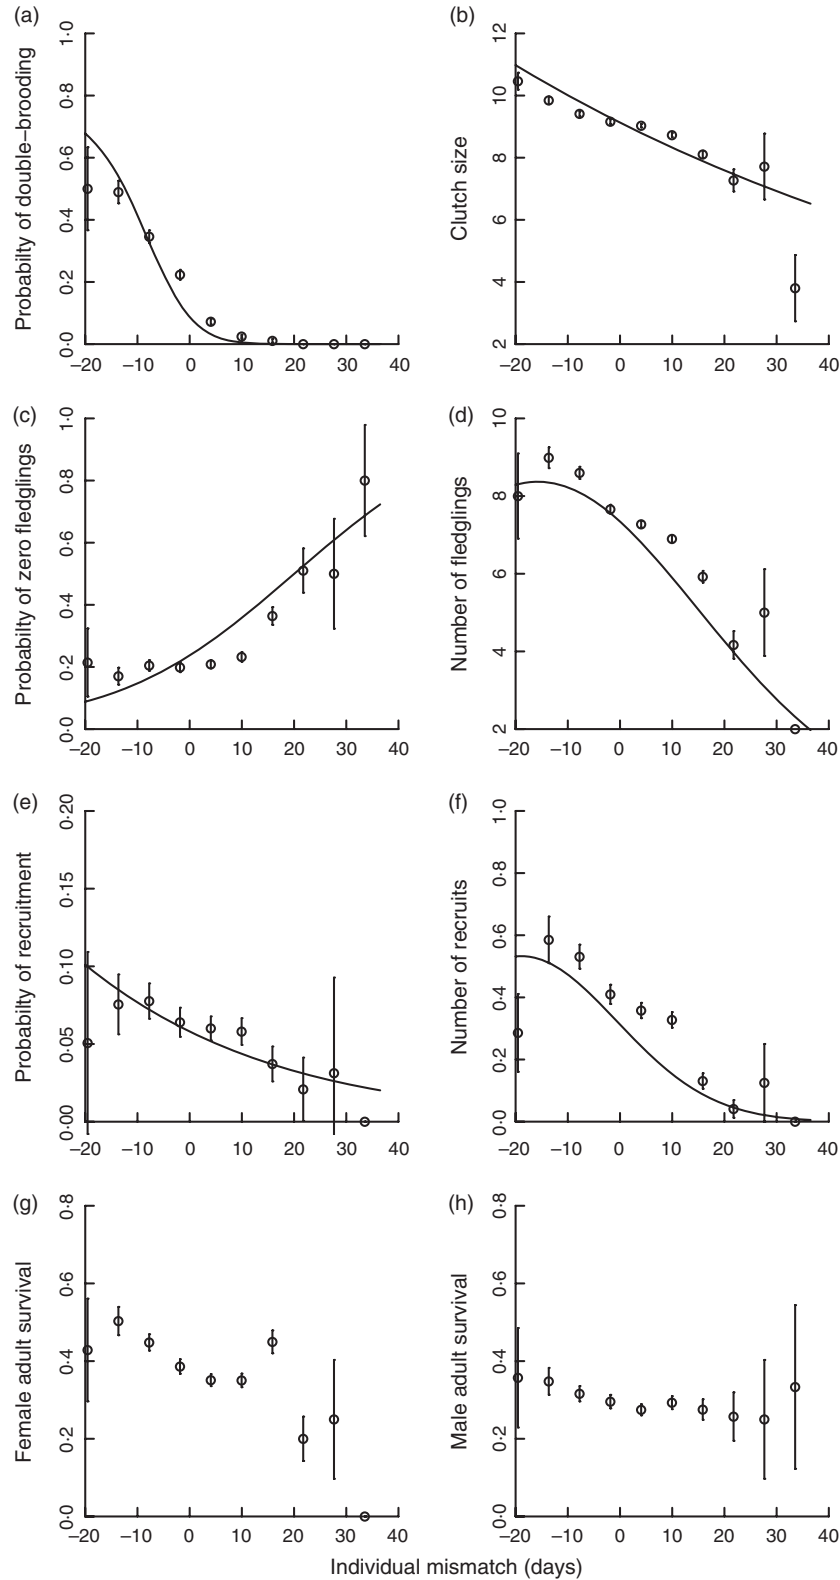 (a)
Probabilty of double−brooding
0·0 0·2 0·4 0·6 0·8 1·0
−20 −10 0 10 20 30 40
(b)
Clutch size
2 4 6 8 10 12
−20 −10 0 10 20 30 40
(c)
Probabilty of zero fledglings
0·0 0·2 0·4 0·6 0·8 1·0
−20 −10 0 10 20 30 40
(d)
Number of fledglings
2 4 6 8 10
−20 −10 0 10 20 30 40
(e)
Probabilty of recruitment
0·00 0·05 0·10 0·15 0·20
−20 −10 0 10 20 30 40
(f)
Number of recruits
0·0 0·2 0·4 0·6 0·8 1·0
−20 −10 0 10 20 30 40
(g)
Female adult survival
0·0 0·2 0·4 0·6 0·8
−20 −10 0 10 20 30 40
(h)
Male adult survival
0·0 0·2 0·4 0·6 0·8
−20 −10 0 10 20 30 40
Individual mismatch (days)